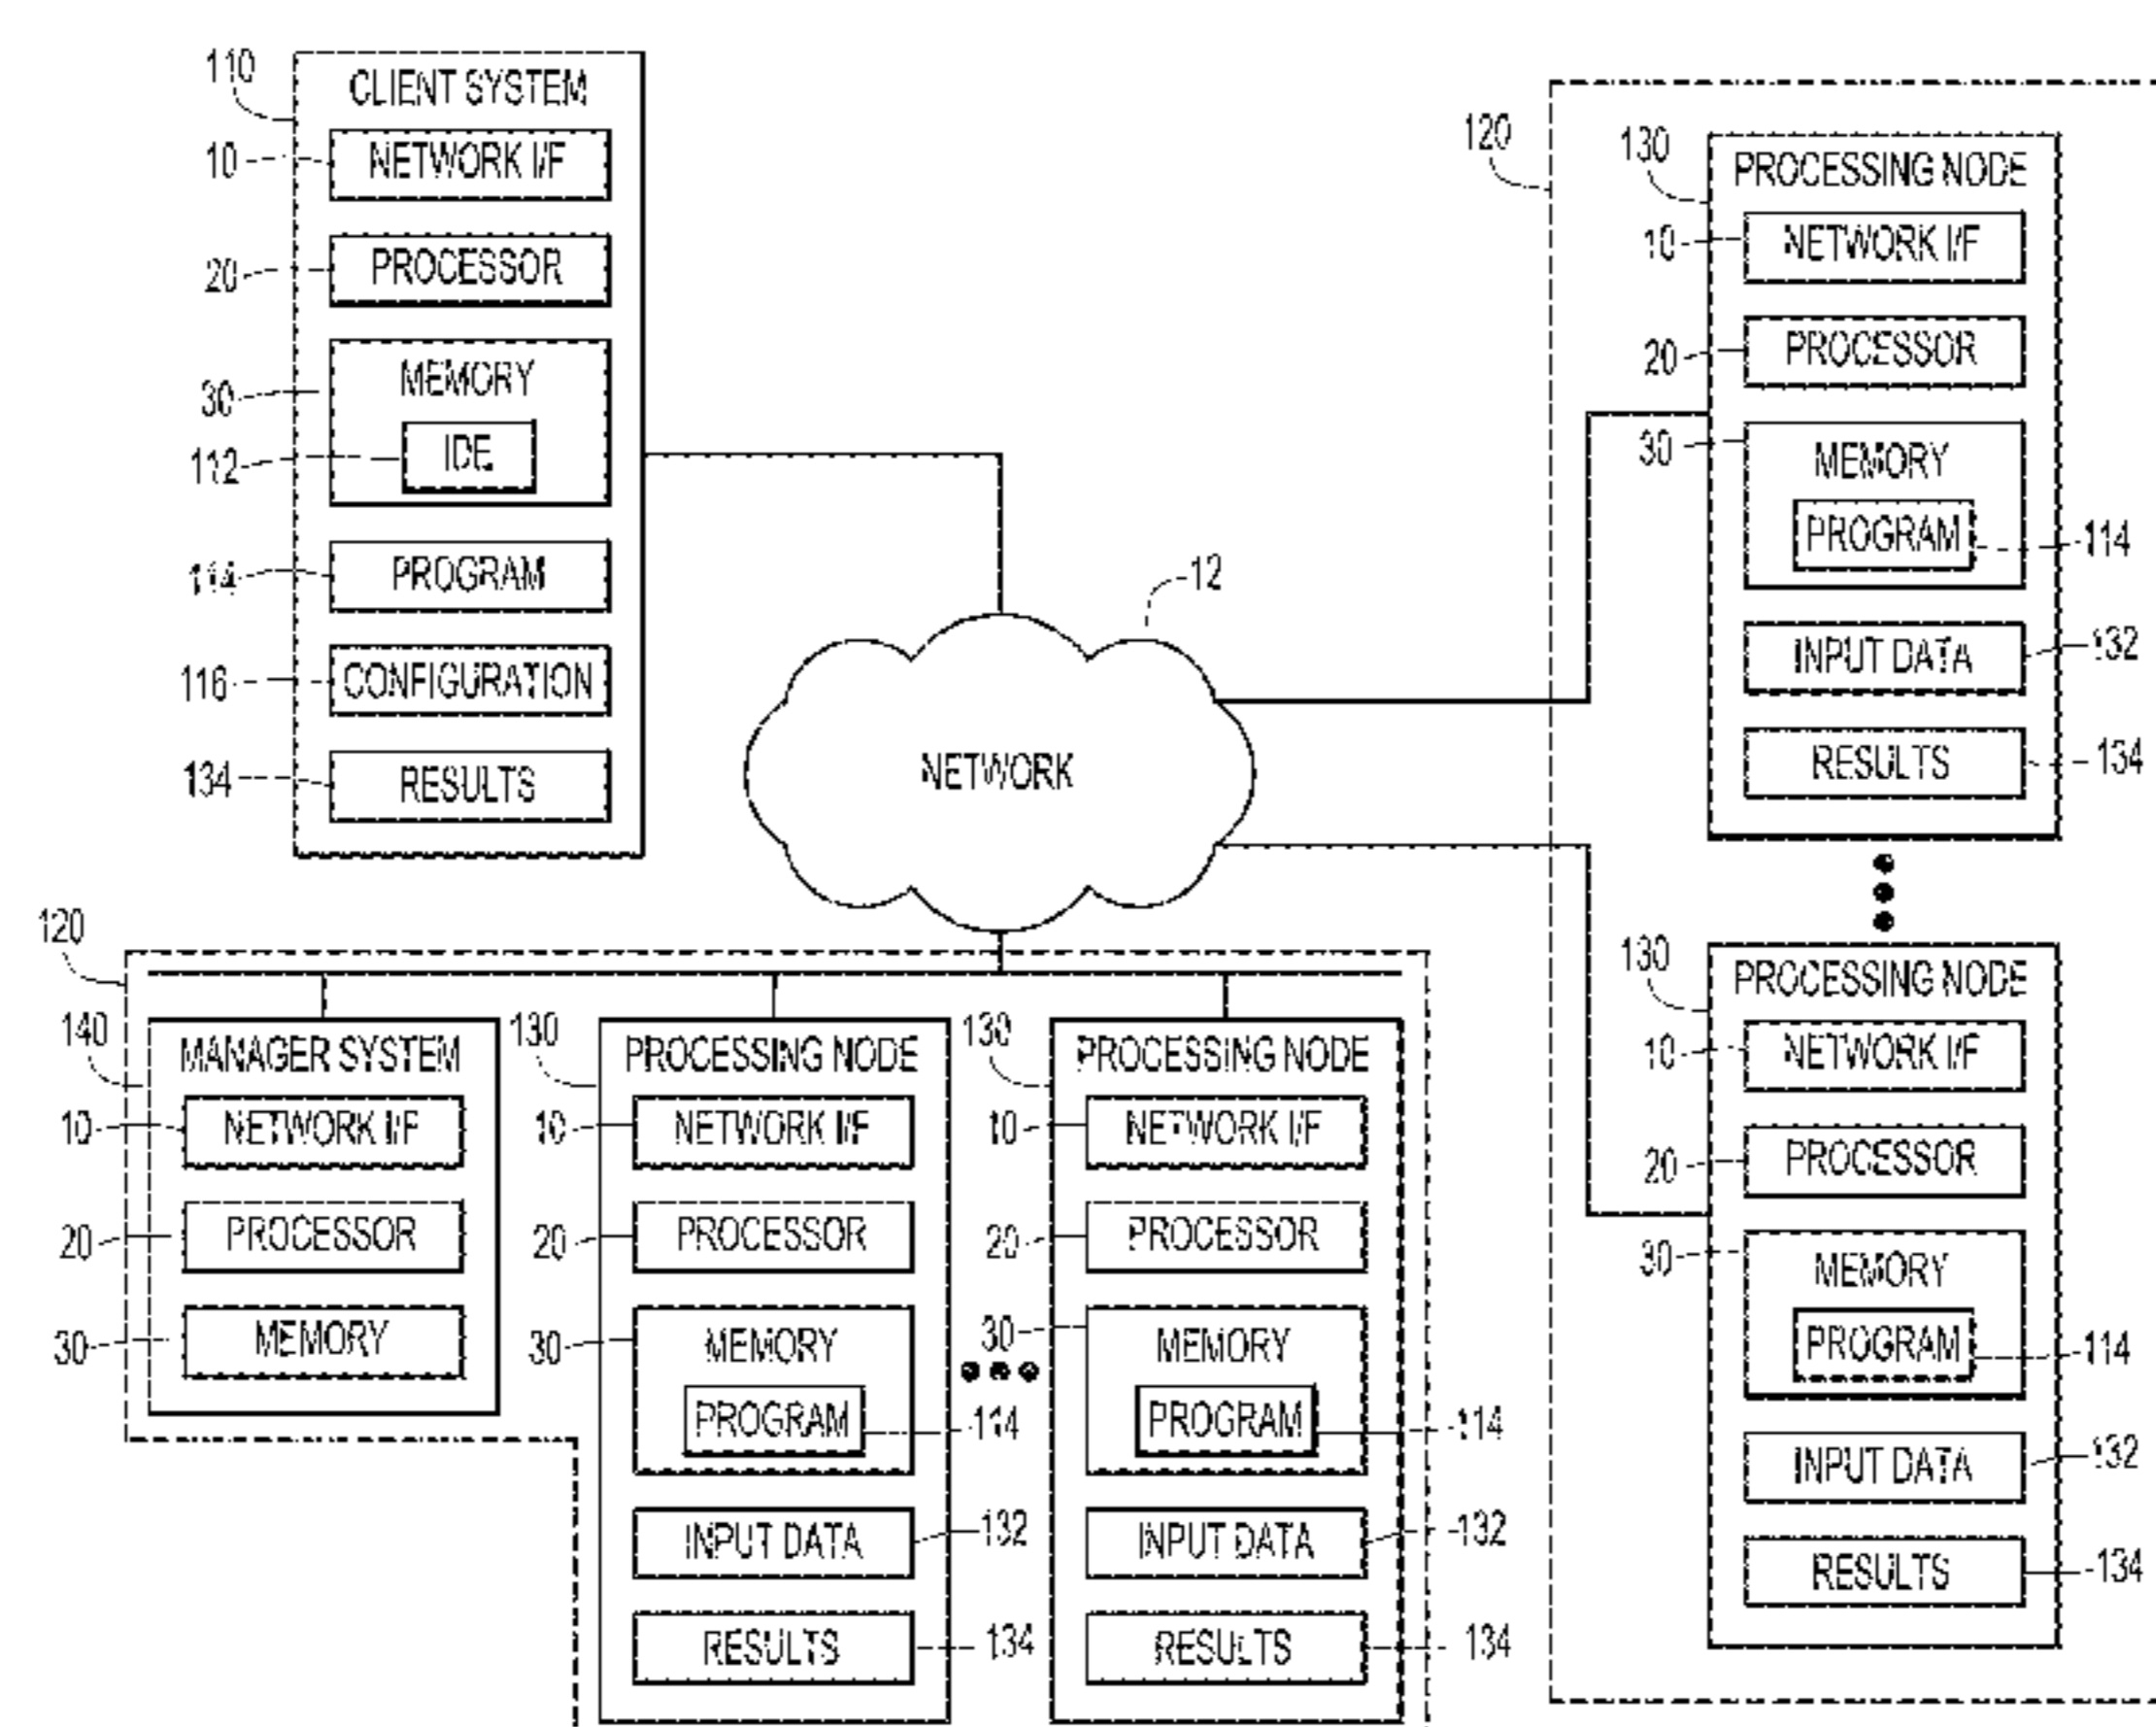 110
CLIENT SYSTEM
10
NETWORK I/F
20
PROCESSOR
30
MEMORY
112
IDE
114
PROGRAM
116
CONFIGURATION
134
RESULTS
12
NETWORK
120
130
PROCESSING NODE
10
NETWORK I/F
20
PROCESSOR
30
MEMORY
PROGRAM
114
INPUT DATA
132
RESULTS
134
130
PROCESSING NODE
10
NETWORK I/F
20
PROCESSOR
30
MEMORY
PROGRAM
114
INPUT DATA
132
RESULTS
134
120
140
MANAGER SYSTEM
10
NETWORK I/F
20
PROCESSOR
30
MEMORY
130
PROCESSING NODE
10
NETWORK I/F
20
PROCESSOR
30
MEMORY
PROGRAM
114
INPUT DATA
132
RESULTS
134
130
PROCESSING NODE
10
NETWORK I/F
20
PROCESSOR
30
MEMORY
PROGRAM
114
INPUT DATA
132
RESULTS
134